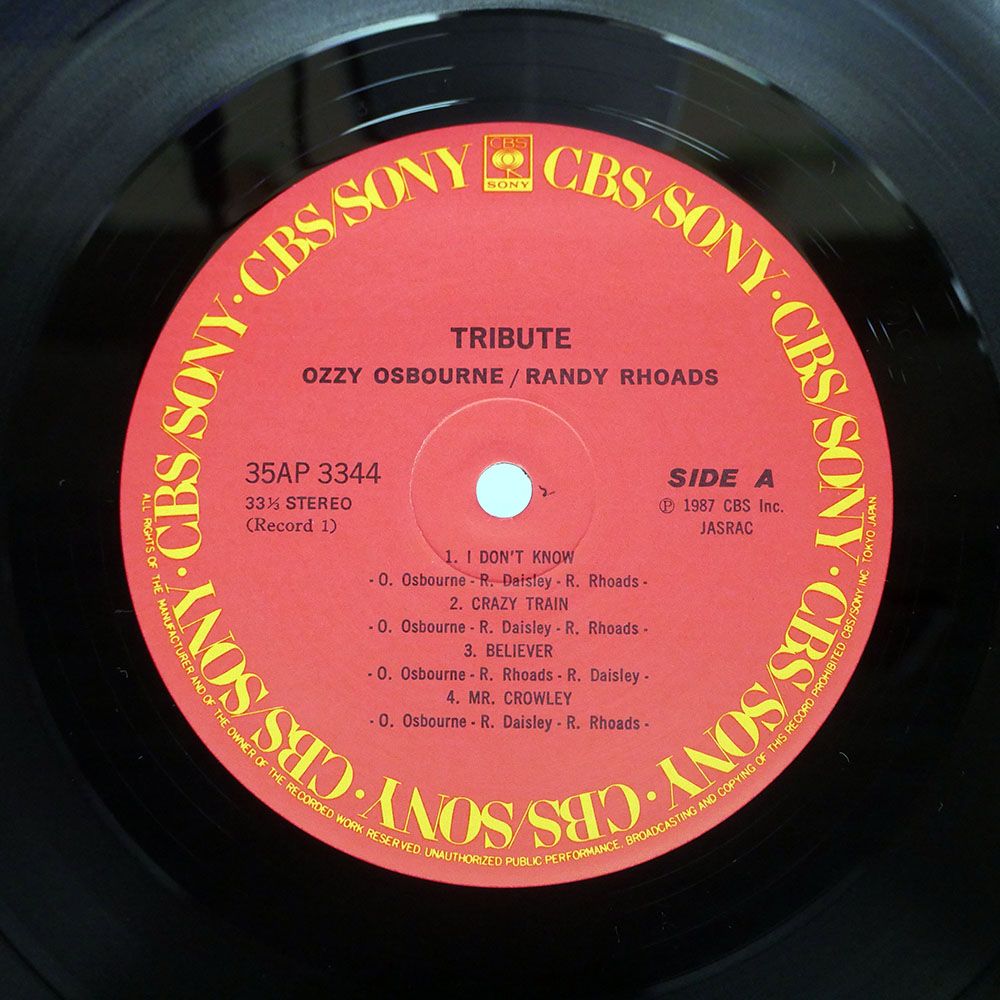 CBS
SONY
CBS/SONY · CBS/SONY · CBS/SONY · CBS/SONY · CBS/SONY · CBS/SONY · CBS/SONY · CBS/SONY
TRIBUTE
OZZY OSBOURNE / RANDY RHOADS
35AP 3344
33⅓ STEREO
(Record 1)
SIDE A
Ⓟ 1987 CBS Inc.
JASRAC
1. I DON'T KNOW
- O. Osbourne - R. Daisley - R. Rhoads -
2. CRAZY TRAIN
- O. Osbourne - R. Daisley - R. Rhoads -
3. BELIEVER
- O. Osbourne - R. Rhoads - R. Daisley -
4. MR. CROWLEY
- O. Osbourne - R. Daisley - R. Rhoads -
ALL RIGHTS OF THE MANUFACTURER AND OF THE OWNER OF THE RECORDED WORK RESERVED. UNAUTHORIZED PUBLIC PERFORMANCE, BROADCASTING AND COPYING OF THIS RECORD PROHIBITED CBS/SONY INC. TOKYO JAPAN.